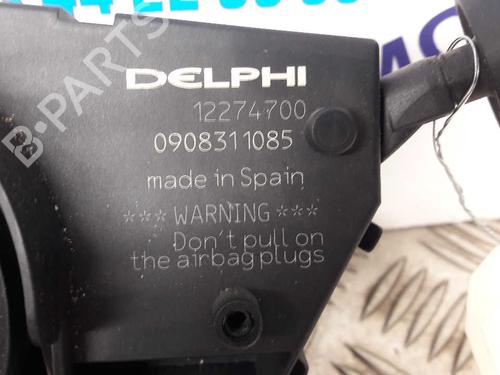 DELPHI
12274700
0908311085
made in Spain
*** WARNING ***
Don't pull on
the airbag plugs
B-PARTS